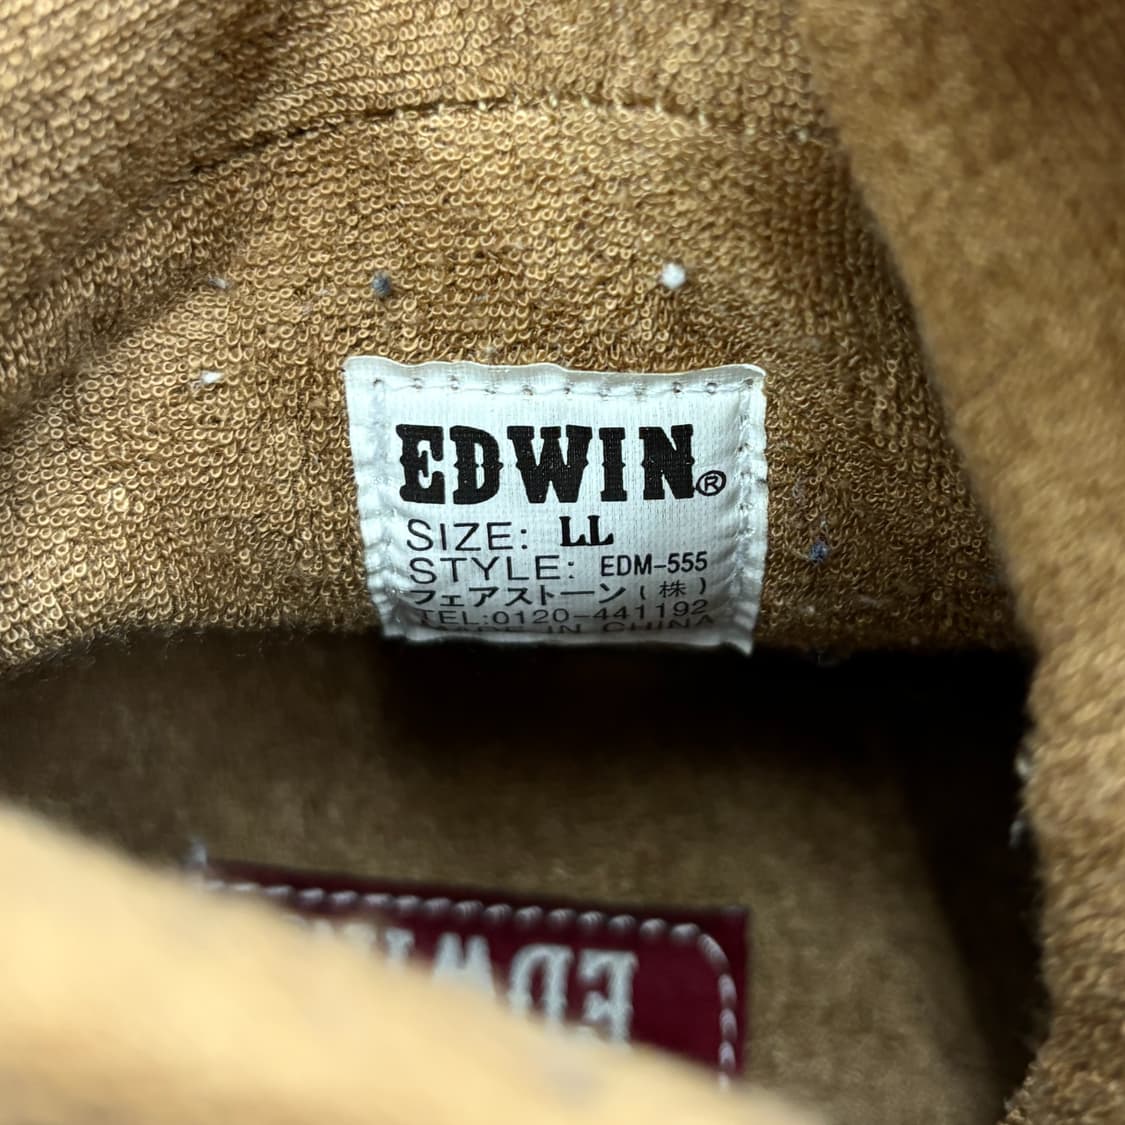 EDWIN®
SIZE: LL
STYLE: EDM-555
フェアストーン(株)
TEL:0120-441192
MADE IN CHINA
EDWIN